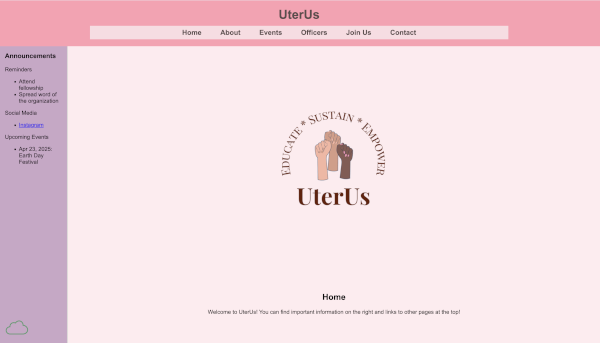 UterUs
Home About Events Officers Join Us Contact
Announcements
Reminders
Attend
fellowship
Spread word of
the organization
Social Media
Instagram
Upcoming Events
Apr 23, 2025:
Earth Day
Festival
EDUCATE * SUSTAIN * EMPOWER
UterUs
Home
Welcome to UterUs! You can find important information on the right and links to other pages at the top!